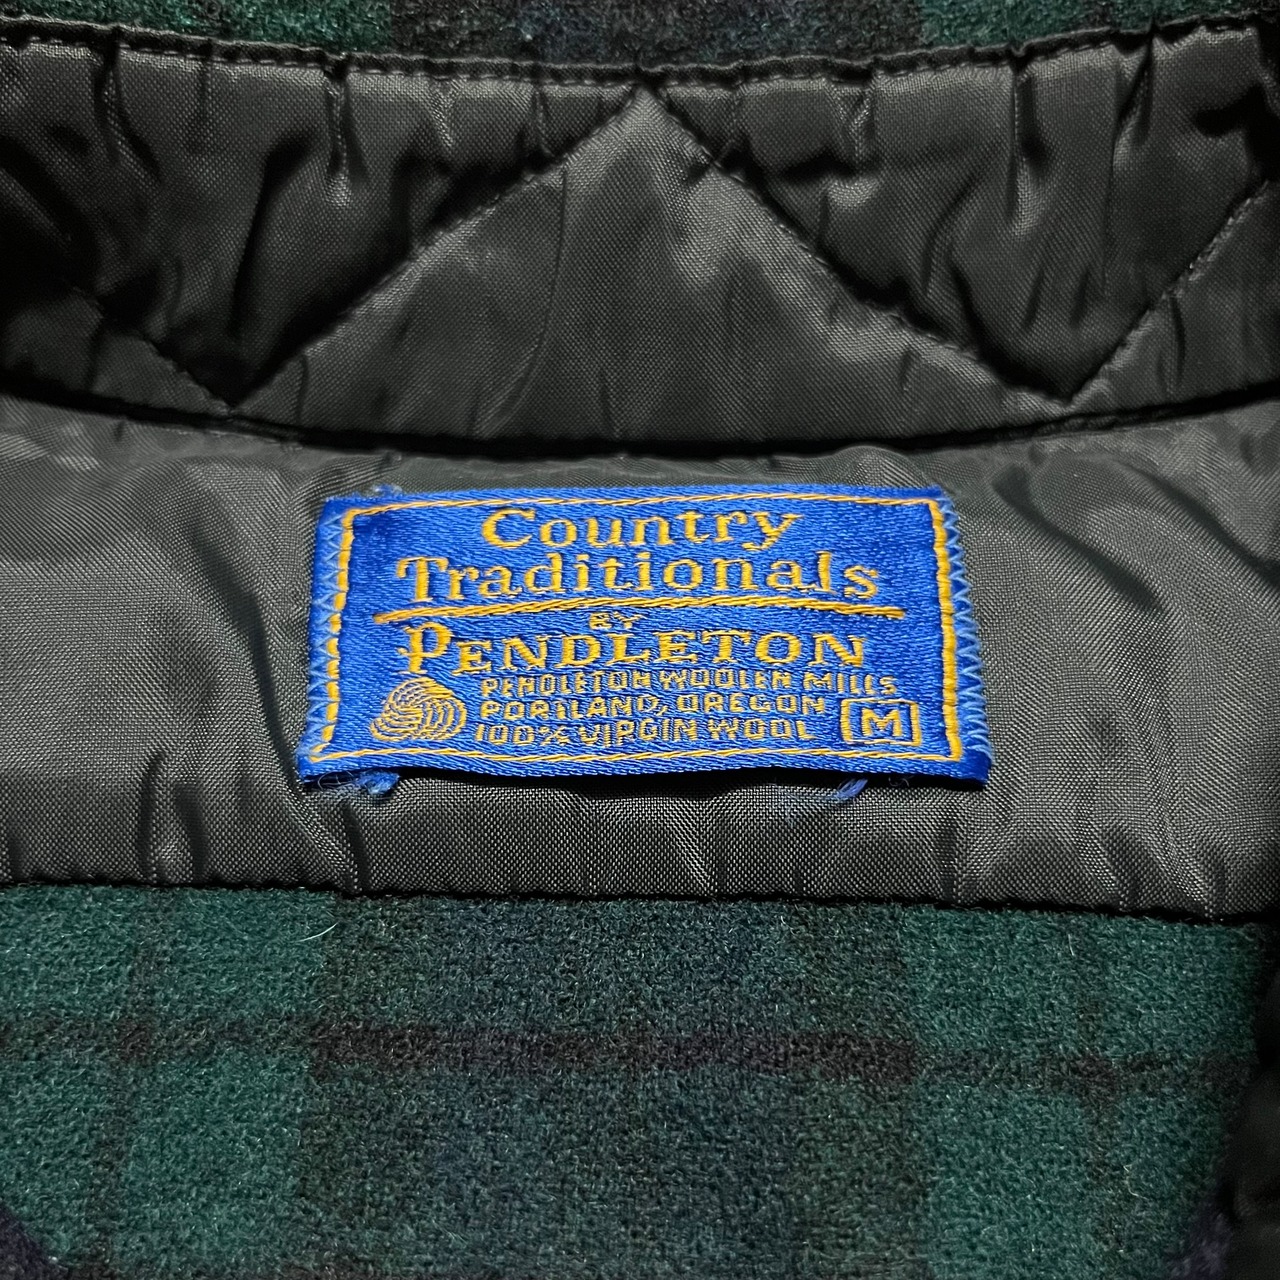 Country
Traditionals
BY
PENDLETON
PENDLETON WOOLEN MILLS
PORTLAND, OREGON
100% VIRGIN WOOL
M